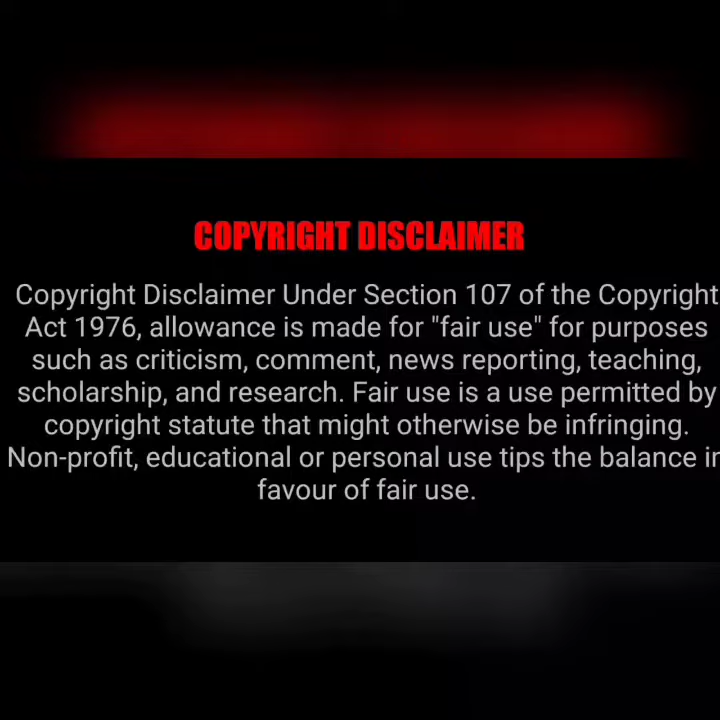 COPYRIGHT DISCLAIMER
Copyright Disclaimer Under Section 107 of the Copyright
Act 1976, allowance is made for "fair use" for purposes
such as criticism, comment, news reporting, teaching,
scholarship, and research. Fair use is a use permitted by
copyright statute that might otherwise be infringing.
Non-profit, educational or personal use tips the balance in
favour of fair use.